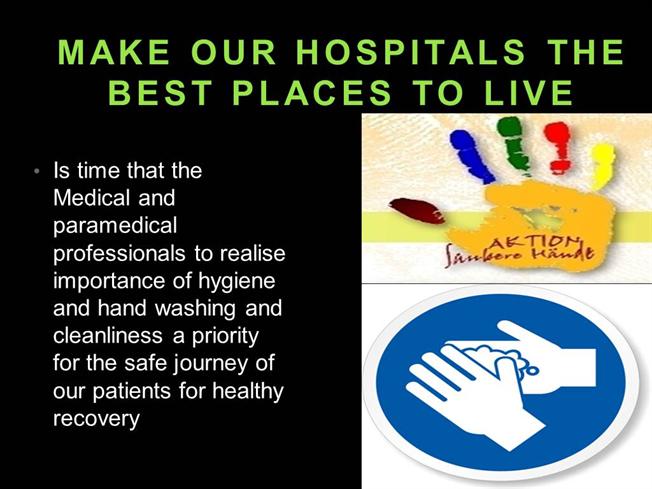 MAKE OUR HOSPITALS THE
BEST PLACES TO LIVE
• Is time that the
Medical and
paramedical
professionals to realise
importance of hygiene
and hand washing and
cleanliness a priority
for the safe journey of
our patients for healthy
recovery
AKTION
Saubere Hände